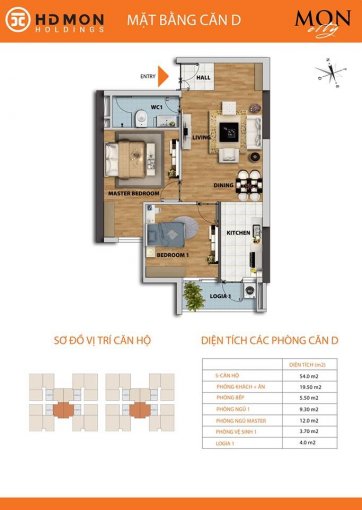 HDMON
HOLDINGS
MẶT BẰNG CĂN D
MON
city
ENTRY
HALL
WC1
LIVING
MASTER BEDROOM
DINING
KITCHEN
BEDROOM 1
LOGIA 1
SƠ ĐỒ VỊ TRÍ CĂN HỘ
DIỆN TÍCH CÁC PHÒNG CĂN D
DIỆN TÍCH (m2)
S CĂN HỘ 54.0 m2
PHÒNG KHÁCH + ĂN 19.50 m2
PHÒNG BẾP 5.50 m2
PHÒNG NGỦ 1 9.30 m2
PHÒNG NGỦ MASTER 12.0 m2
PHÒNG VỆ SINH 1 3.70 m2
LOGIA 1 4.0 m2